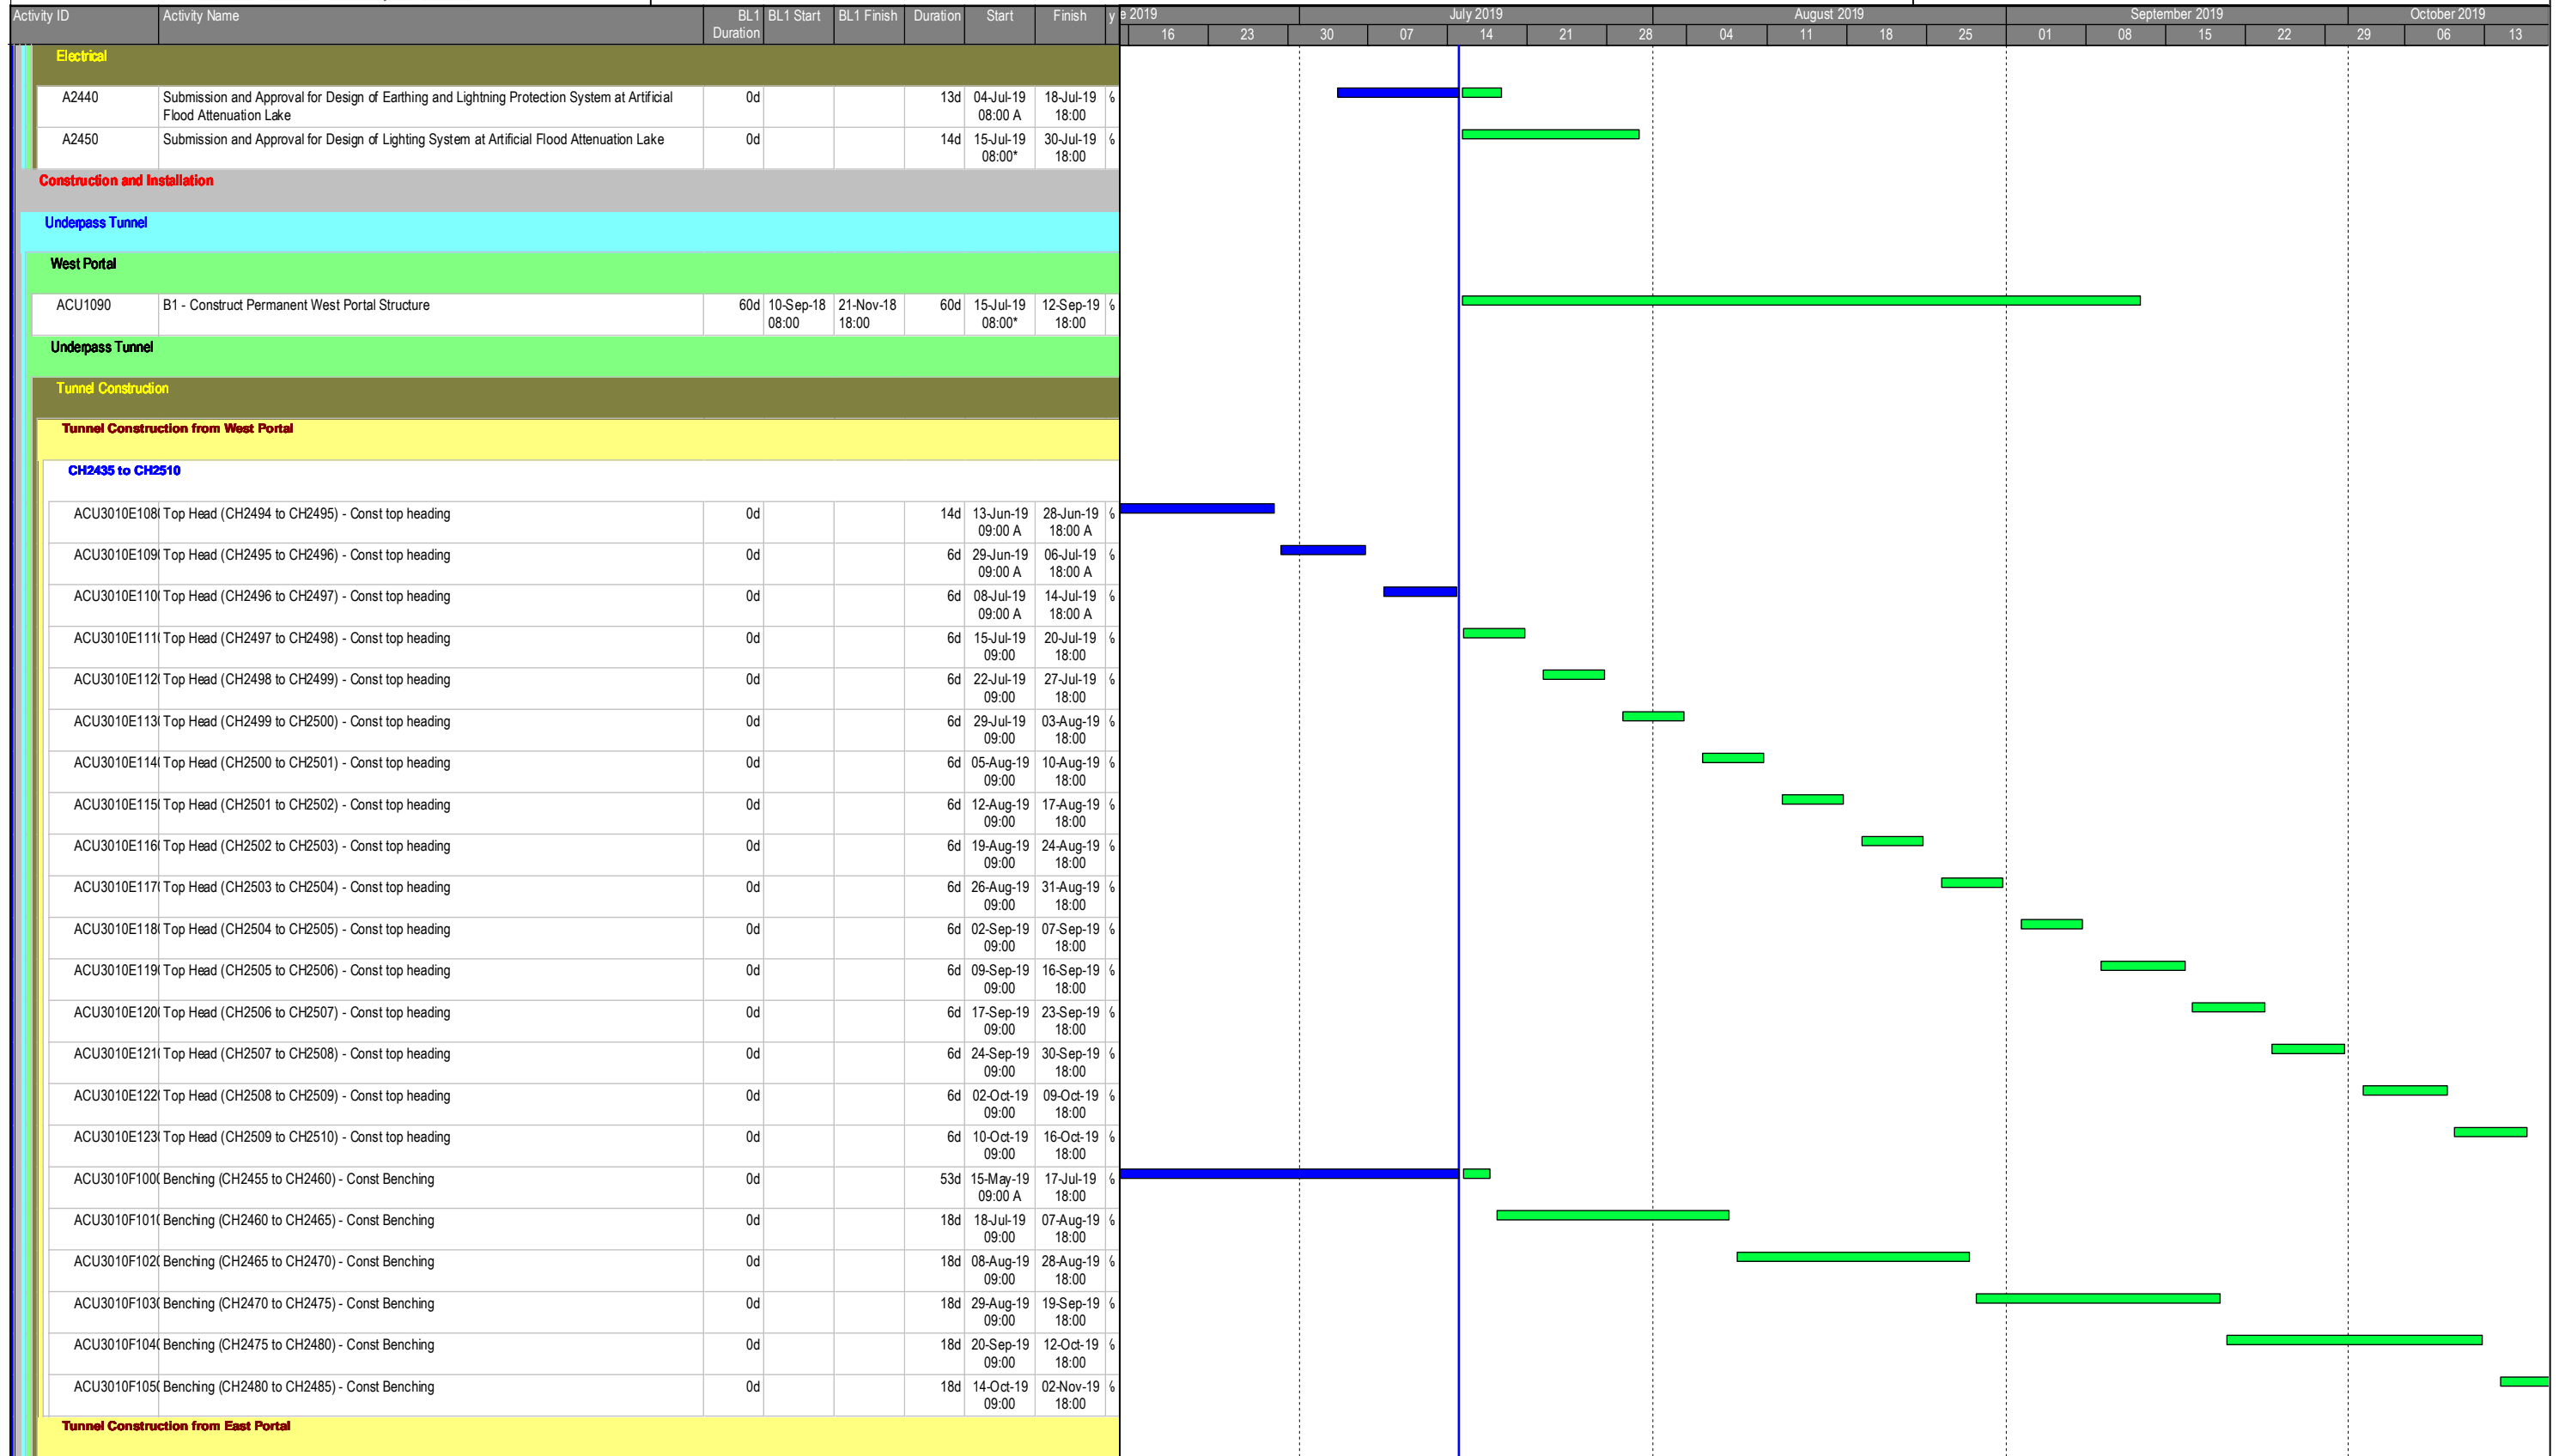 Activity ID Activity Name BL1 Duration BL1 Start BL1 Finish Duration Start Finish y
e 2019 July 2019 August 2019 September 2019 October 2019
16 23 30 07 14 21 28 04 11 18 25 01 08 15 22 29 06 13
Electrical
A2440 Submission and Approval for Design of Earthing and Lightning Protection System at Artificial 0d 13d 04-Jul-19 18-Jul-19
Flood Attenuation Lake 08:00 A 18:00
A2450 Submission and Approval for Design of Lighting System at Artificial Flood Attenuation Lake 0d 14d 15-Jul-19 30-Jul-19
08:00* 18:00
Construction and Installation
Underpass Tunnel
West Portal
ACU1090 B1 - Construct Permanent West Portal Structure 60d 10-Sep-18 21-Nov-18 60d 15-Jul-19 12-Sep-19
08:00 18:00 08:00* 18:00
Underpass Tunnel
Tunnel Construction
Tunnel Construction from West Portal
CH2435 to CH2510
ACU3010E108 Top Head (CH2494 to CH2495) - Const top heading 0d 14d 13-Jun-19 28-Jun-19
09:00 A 18:00 A
ACU3010E109 Top Head (CH2495 to CH2496) - Const top heading 0d 6d 29-Jun-19 06-Jul-19
09:00 A 18:00 A
ACU3010E110 Top Head (CH2496 to CH2497) - Const top heading 0d 6d 08-Jul-19 14-Jul-19
09:00 A 18:00 A
ACU3010E111 Top Head (CH2497 to CH2498) - Const top heading 0d 6d 15-Jul-19 20-Jul-19
09:00 18:00
ACU3010E112 Top Head (CH2498 to CH2499) - Const top heading 0d 6d 22-Jul-19 27-Jul-19
09:00 18:00
ACU3010E113 Top Head (CH2499 to CH2500) - Const top heading 0d 6d 29-Jul-19 03-Aug-19
09:00 18:00
ACU3010E114 Top Head (CH2500 to CH2501) - Const top heading 0d 6d 05-Aug-19 10-Aug-19
09:00 18:00
ACU3010E115 Top Head (CH2501 to CH2502) - Const top heading 0d 6d 12-Aug-19 17-Aug-19
09:00 18:00
ACU3010E116 Top Head (CH2502 to CH2503) - Const top heading 0d 6d 19-Aug-19 24-Aug-19
09:00 18:00
ACU3010E117 Top Head (CH2503 to CH2504) - Const top heading 0d 6d 26-Aug-19 31-Aug-19
09:00 18:00
ACU3010E118 Top Head (CH2504 to CH2505) - Const top heading 0d 6d 02-Sep-19 07-Sep-19
09:00 18:00
ACU3010E119 Top Head (CH2505 to CH2506) - Const top heading 0d 6d 09-Sep-19 16-Sep-19
09:00 18:00
ACU3010E120 Top Head (CH2506 to CH2507) - Const top heading 0d 6d 17-Sep-19 23-Sep-19
09:00 18:00
ACU3010E121 Top Head (CH2507 to CH2508) - Const top heading 0d 6d 24-Sep-19 30-Sep-19
09:00 18:00
ACU3010E122 Top Head (CH2508 to CH2509) - Const top heading 0d 6d 02-Oct-19 09-Oct-19
09:00 18:00
ACU3010E123 Top Head (CH2509 to CH2510) - Const top heading 0d 6d 10-Oct-19 16-Oct-19
09:00 18:00
ACU3010F100 Benching (CH2455 to CH2460) - Const Benching 0d 53d 15-May-19 17-Jul-19
09:00 A 18:00
ACU3010F101 Benching (CH2460 to CH2465) - Const Benching 0d 18d 18-Jul-19 07-Aug-19
09:00 18:00
ACU3010F102 Benching (CH2465 to CH2470) - Const Benching 0d 18d 08-Aug-19 28-Aug-19
09:00 18:00
ACU3010F103 Benching (CH2470 to CH2475) - Const Benching 0d 18d 29-Aug-19 19-Sep-19
09:00 18:00
ACU3010F104 Benching (CH2475 to CH2480) - Const Benching 0d 18d 20-Sep-19 12-Oct-19
09:00 18:00
ACU3010F105 Benching (CH2480 to CH2485) - Const Benching 0d 18d 14-Oct-19 02-Nov-19
09:00 18:00
Tunnel Construction from East Portal